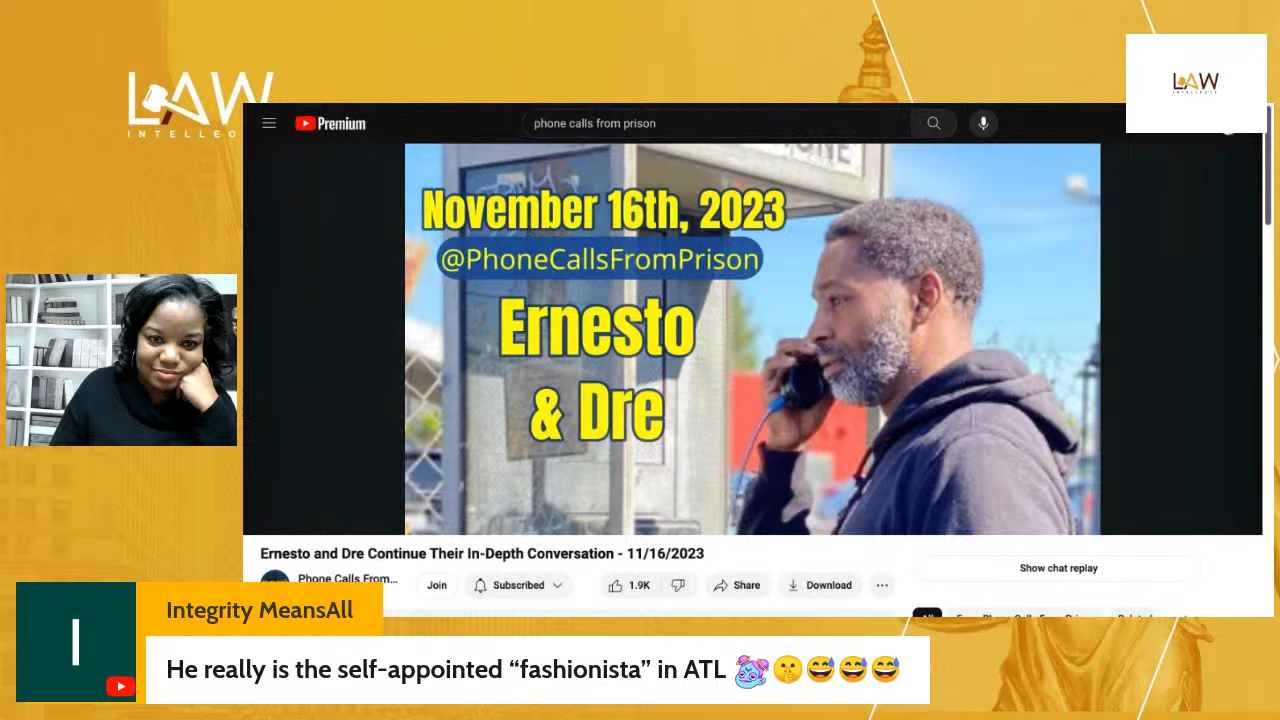 LAW
INTELLEC
Premium
phone calls from prison
LAW
INTELLECTS
November 16th, 2023
@PhoneCallsFromPrison
Ernesto
& Dre
Ernesto and Dre Continue Their In-Depth Conversation - 11/16/2023
Phone Calls From...
Join
Subscribed
1.9K
Share
Download
Show chat replay
I
Integrity MeansAll
He really is the self-appointed “fashionista” in ATL 🤫😅😅😅